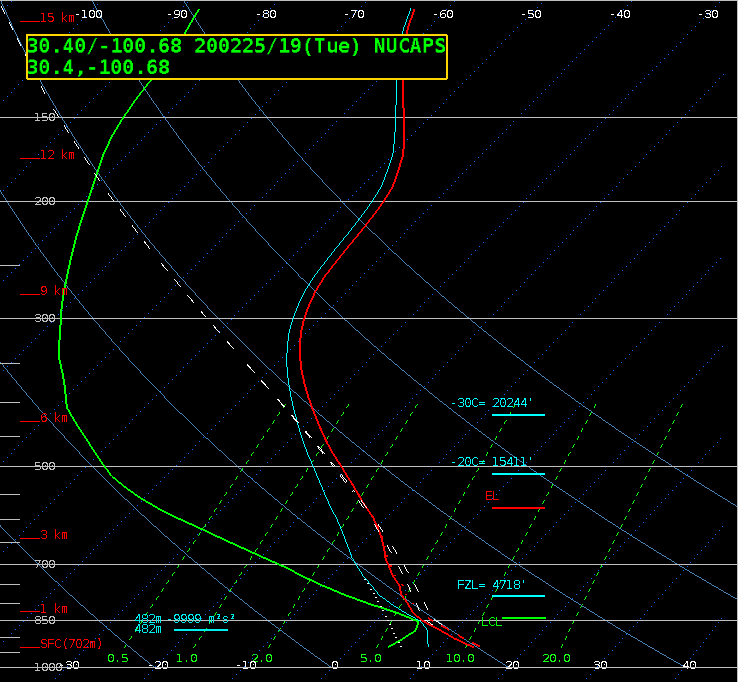 -100 -90 -80 -70 -60 -50 -40 -30
15 km
30.40/-100.68 200225/19(Tue) NUCAPS
30.4,-100.68
150
12 km
200
9 km
300
-30C= 20244'
6 km
-20C= 15411'
500
EL
3 km
700
FZL= 4718'
1 km
482m -9999 m²s²
850
LCL
482m
SFC(702m)
0.5 1.0 2.0 5.0 10.0 20.0
1000 -30 -20 -10 0 10 20 30 40